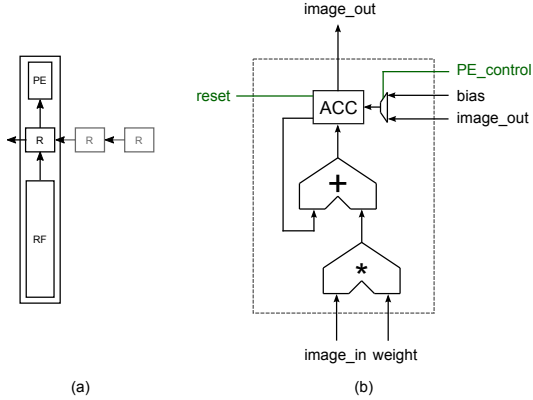 PE
R
R
R
RF
(a)
image_out
PE_control
reset
bias
ACC
image_out
+
*
image_in weight
(b)